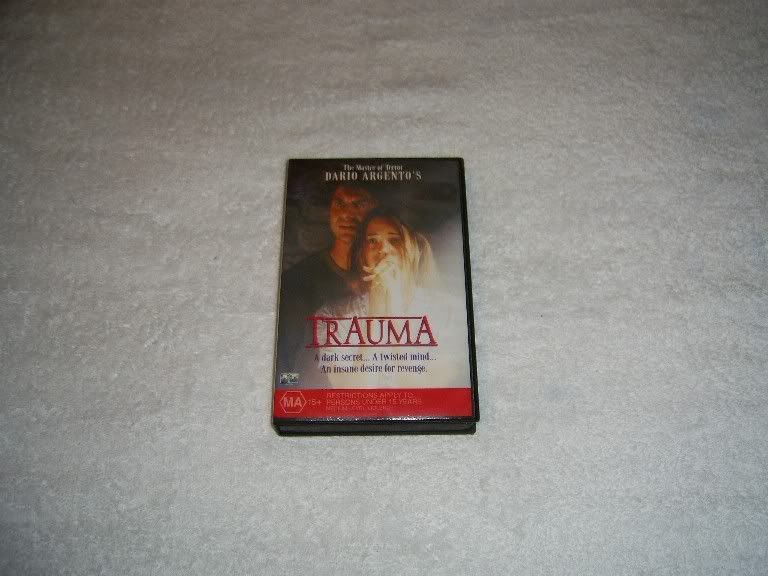 The Master of Terror
DARIO ARGENTO'S
TRAUMA
A dark secret... A twisted mind...
An insane desire for revenge.
MA 15+
RESTRICTIONS APPLY TO
PERSONS UNDER 15 YEARS